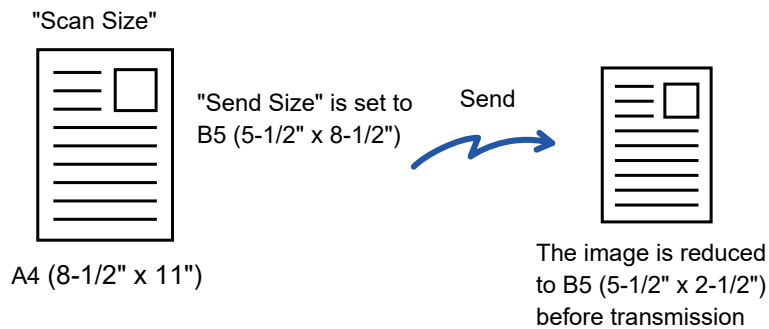 "Scan Size"
"Send Size" is set to
B5 (5-1/2" x 8-1/2")
Send
A4 (8-1/2" x 11")
The image is reduced
to B5 (5-1/2" x 2-1/2")
before transmission